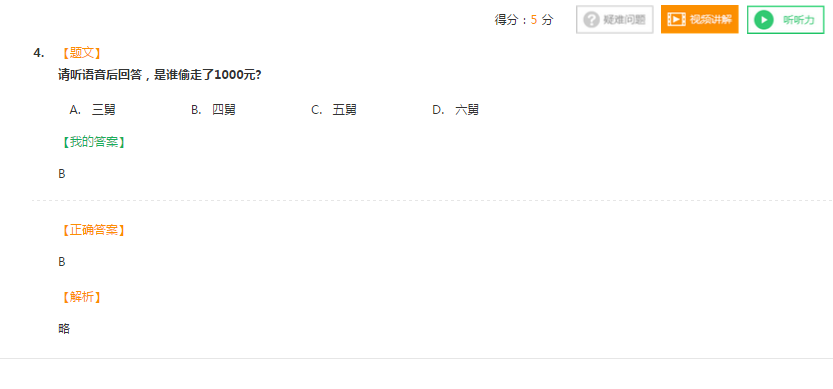 得分：5 分 疑难问题 视频讲解 听听力
4. 【题文】
请听语音后回答，是谁偷走了1000元?
A. 三舅 B. 四舅 C. 五舅 D. 六舅
【我的答案】
B
【正确答案】
B
【解析】
略